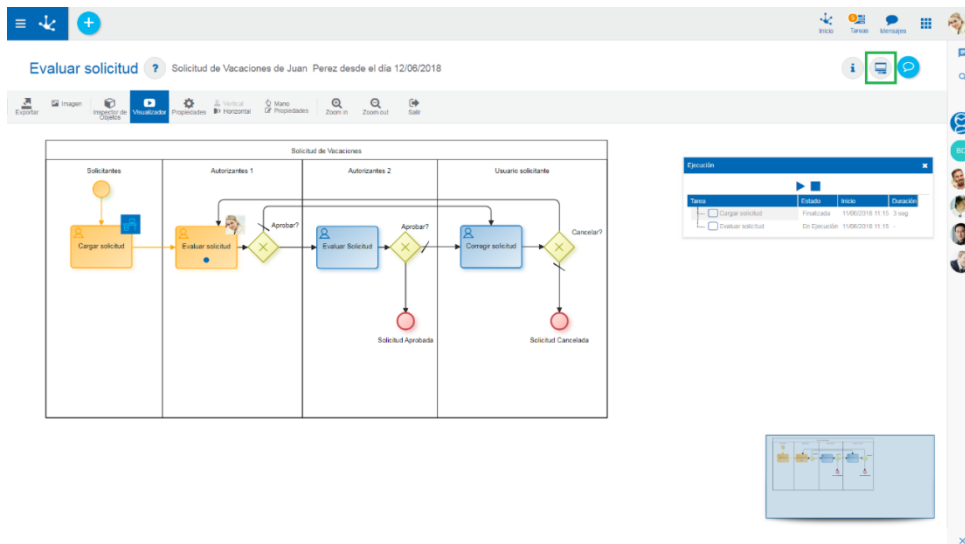 Inicio
Tareas
Mensajes
Evaluar solicitud ? Solicitud de Vacaciones de Juan Perez desde el día 12/06/2018
i
Exportar
Imagen
Inspector de Objetos
Visualizador
Propiedades
Vertical
Horizontal
Mano
Propiedades
Zoom in
Zoom out
Salir
Solicitud de Vacaciones
Solicitantes
Autorizantes 1
Autorizantes 2
Usuario solicitante
Cargar solicitud
Evaluar solicitud
Aprobar?
Evaluar Solicitud
Aprobar?
Corregir solicitud
Cancelar?
Solicitud Aprobada
Solicitud Cancelada
Ejecución
Tarea Estado Inicio Duración
Cargar solicitud Finalizada 11/06/2018 11:15 3 seg
Evaluar solicitud En Ejecución 11/06/2018 11:15 -